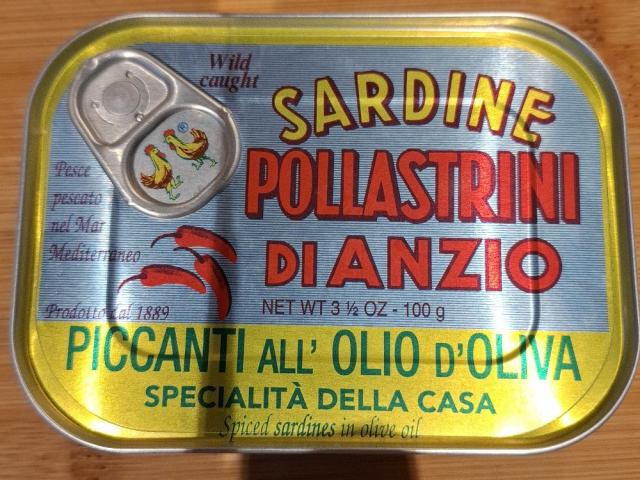 Wild
caught
SARDINE
POLLASTRINI
DI ANZIO
Pesce
pescato
nel Mar
Mediterraneo
Prodotto dal 1889
NET WT 3 ½ OZ - 100 g
PICCANTI ALL' OLIO D'OLIVA
SPECIALITÀ DELLA CASA
Spiced sardines in olive oil